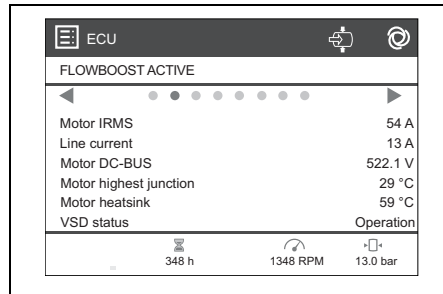 ECU
FLOWBOOST ACTIVE
Motor IRMS 54 A
Line current 13 A
Motor DC-BUS 522.1 V
Motor highest junction 29 °C
Motor heatsink 59 °C
VSD status Operation
348 h 1348 RPM 13.0 bar